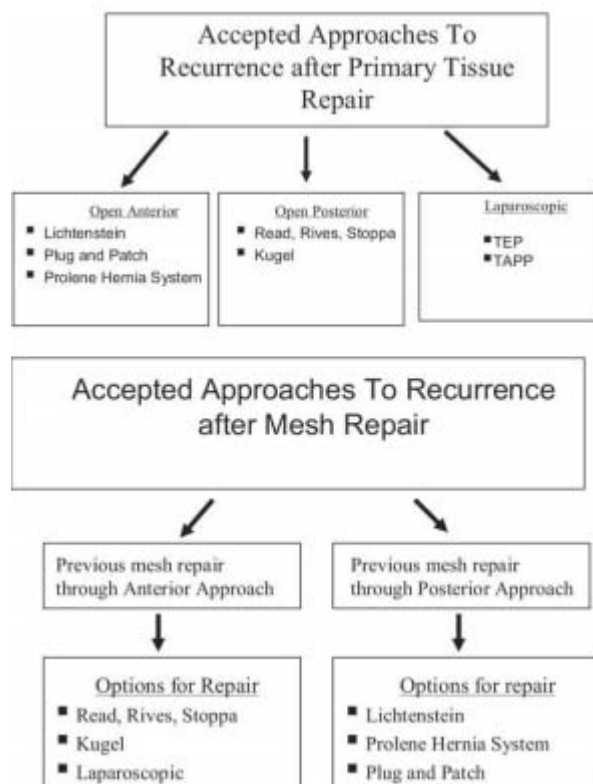 Accepted Approaches To
Recurrence after Primary Tissue
Repair
Open Anterior
Lichtenstein
Plug and Patch
Prolene Hernia System
Open Posterior
Read, Rives, Stoppa
Kugel
Laparoscopic
TEP
TAPP
Accepted Approaches To Recurrence
after Mesh Repair
Previous mesh repair
through Anterior Approach
Previous mesh repair
through Posterior Approach
Options for Repair
Read, Rives, Stoppa
Kugel
Laparoscopic
Options for repair
Lichtenstein
Prolene Hernia System
Plug and Patch